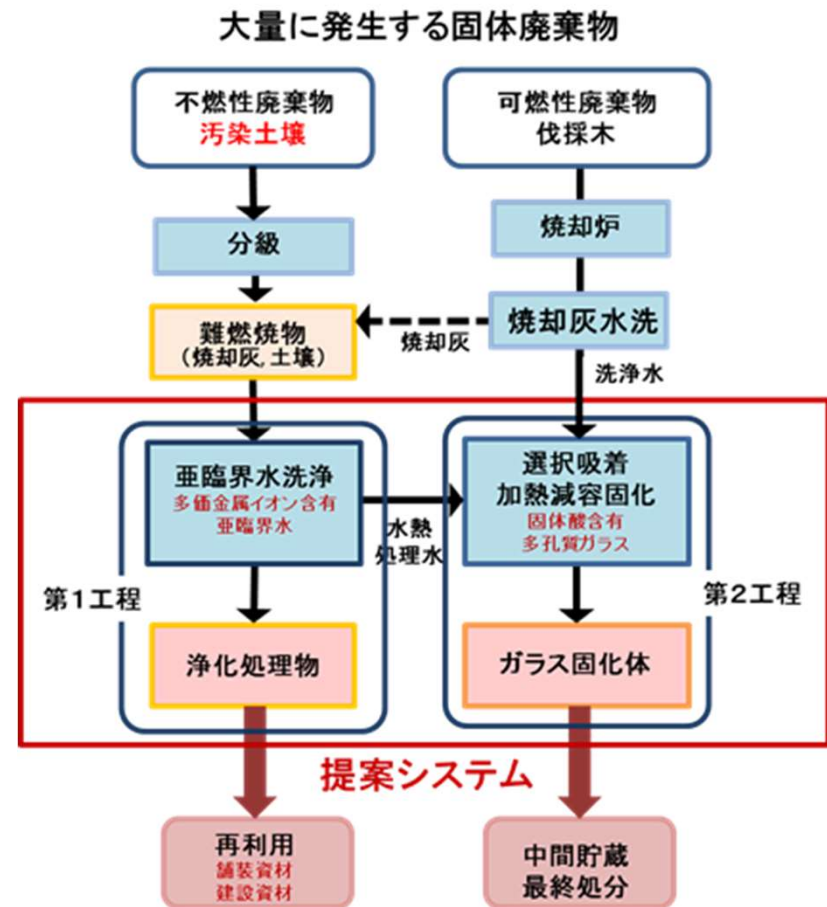 大量に発生する固体廃棄物
不燃性廃棄物
汚染土壌
可燃性廃棄物
伐採木
分級
焼却炉
難燃焼物
(焼却灰,土壌)
焼却灰
焼却灰水洗
洗浄水
亜臨界水洗浄
多価金属イオン含有
亜臨界水
水熱
処理水
選択吸着
加熱減容固化
固体酸含有
多孔質ガラス
第1工程
第2工程
浄化処理物
ガラス固化体
提案システム
再利用
舗装資材
建設資材
中間貯蔵
最終処分